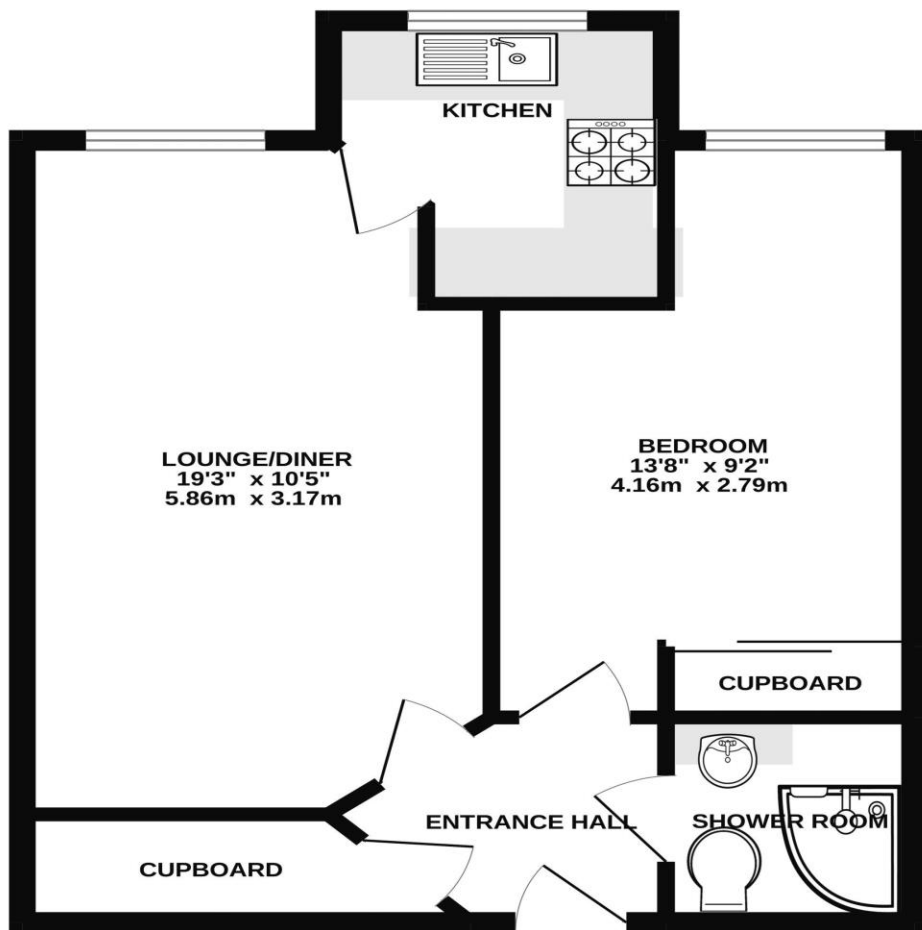 KITCHEN
LOUNGE/DINER
19'3" x 10'5"
5.86m x 3.17m
BEDROOM
13'8" x 9'2"
4.16m x 2.79m
CUPBOARD
ENTRANCE HALL
SHOWER ROOM
CUPBOARD